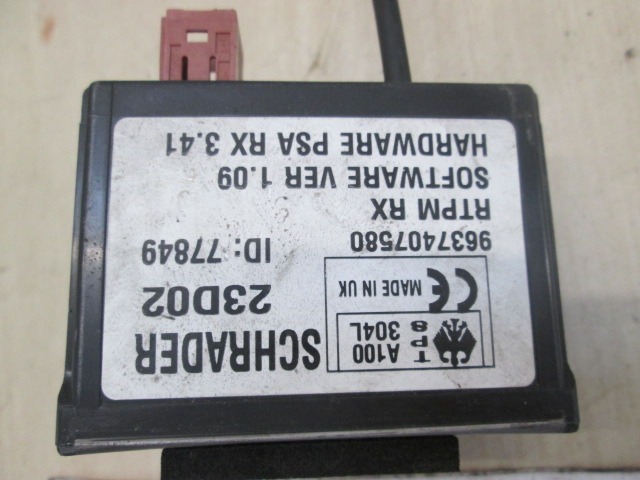 A100
TPS 304L
SCHRADER
CE MADE IN UK
23D02
9637407580 ID: 77849
RTPM RX
SOFTWARE VER 1.09
HARDWARE PSA RX 3.41